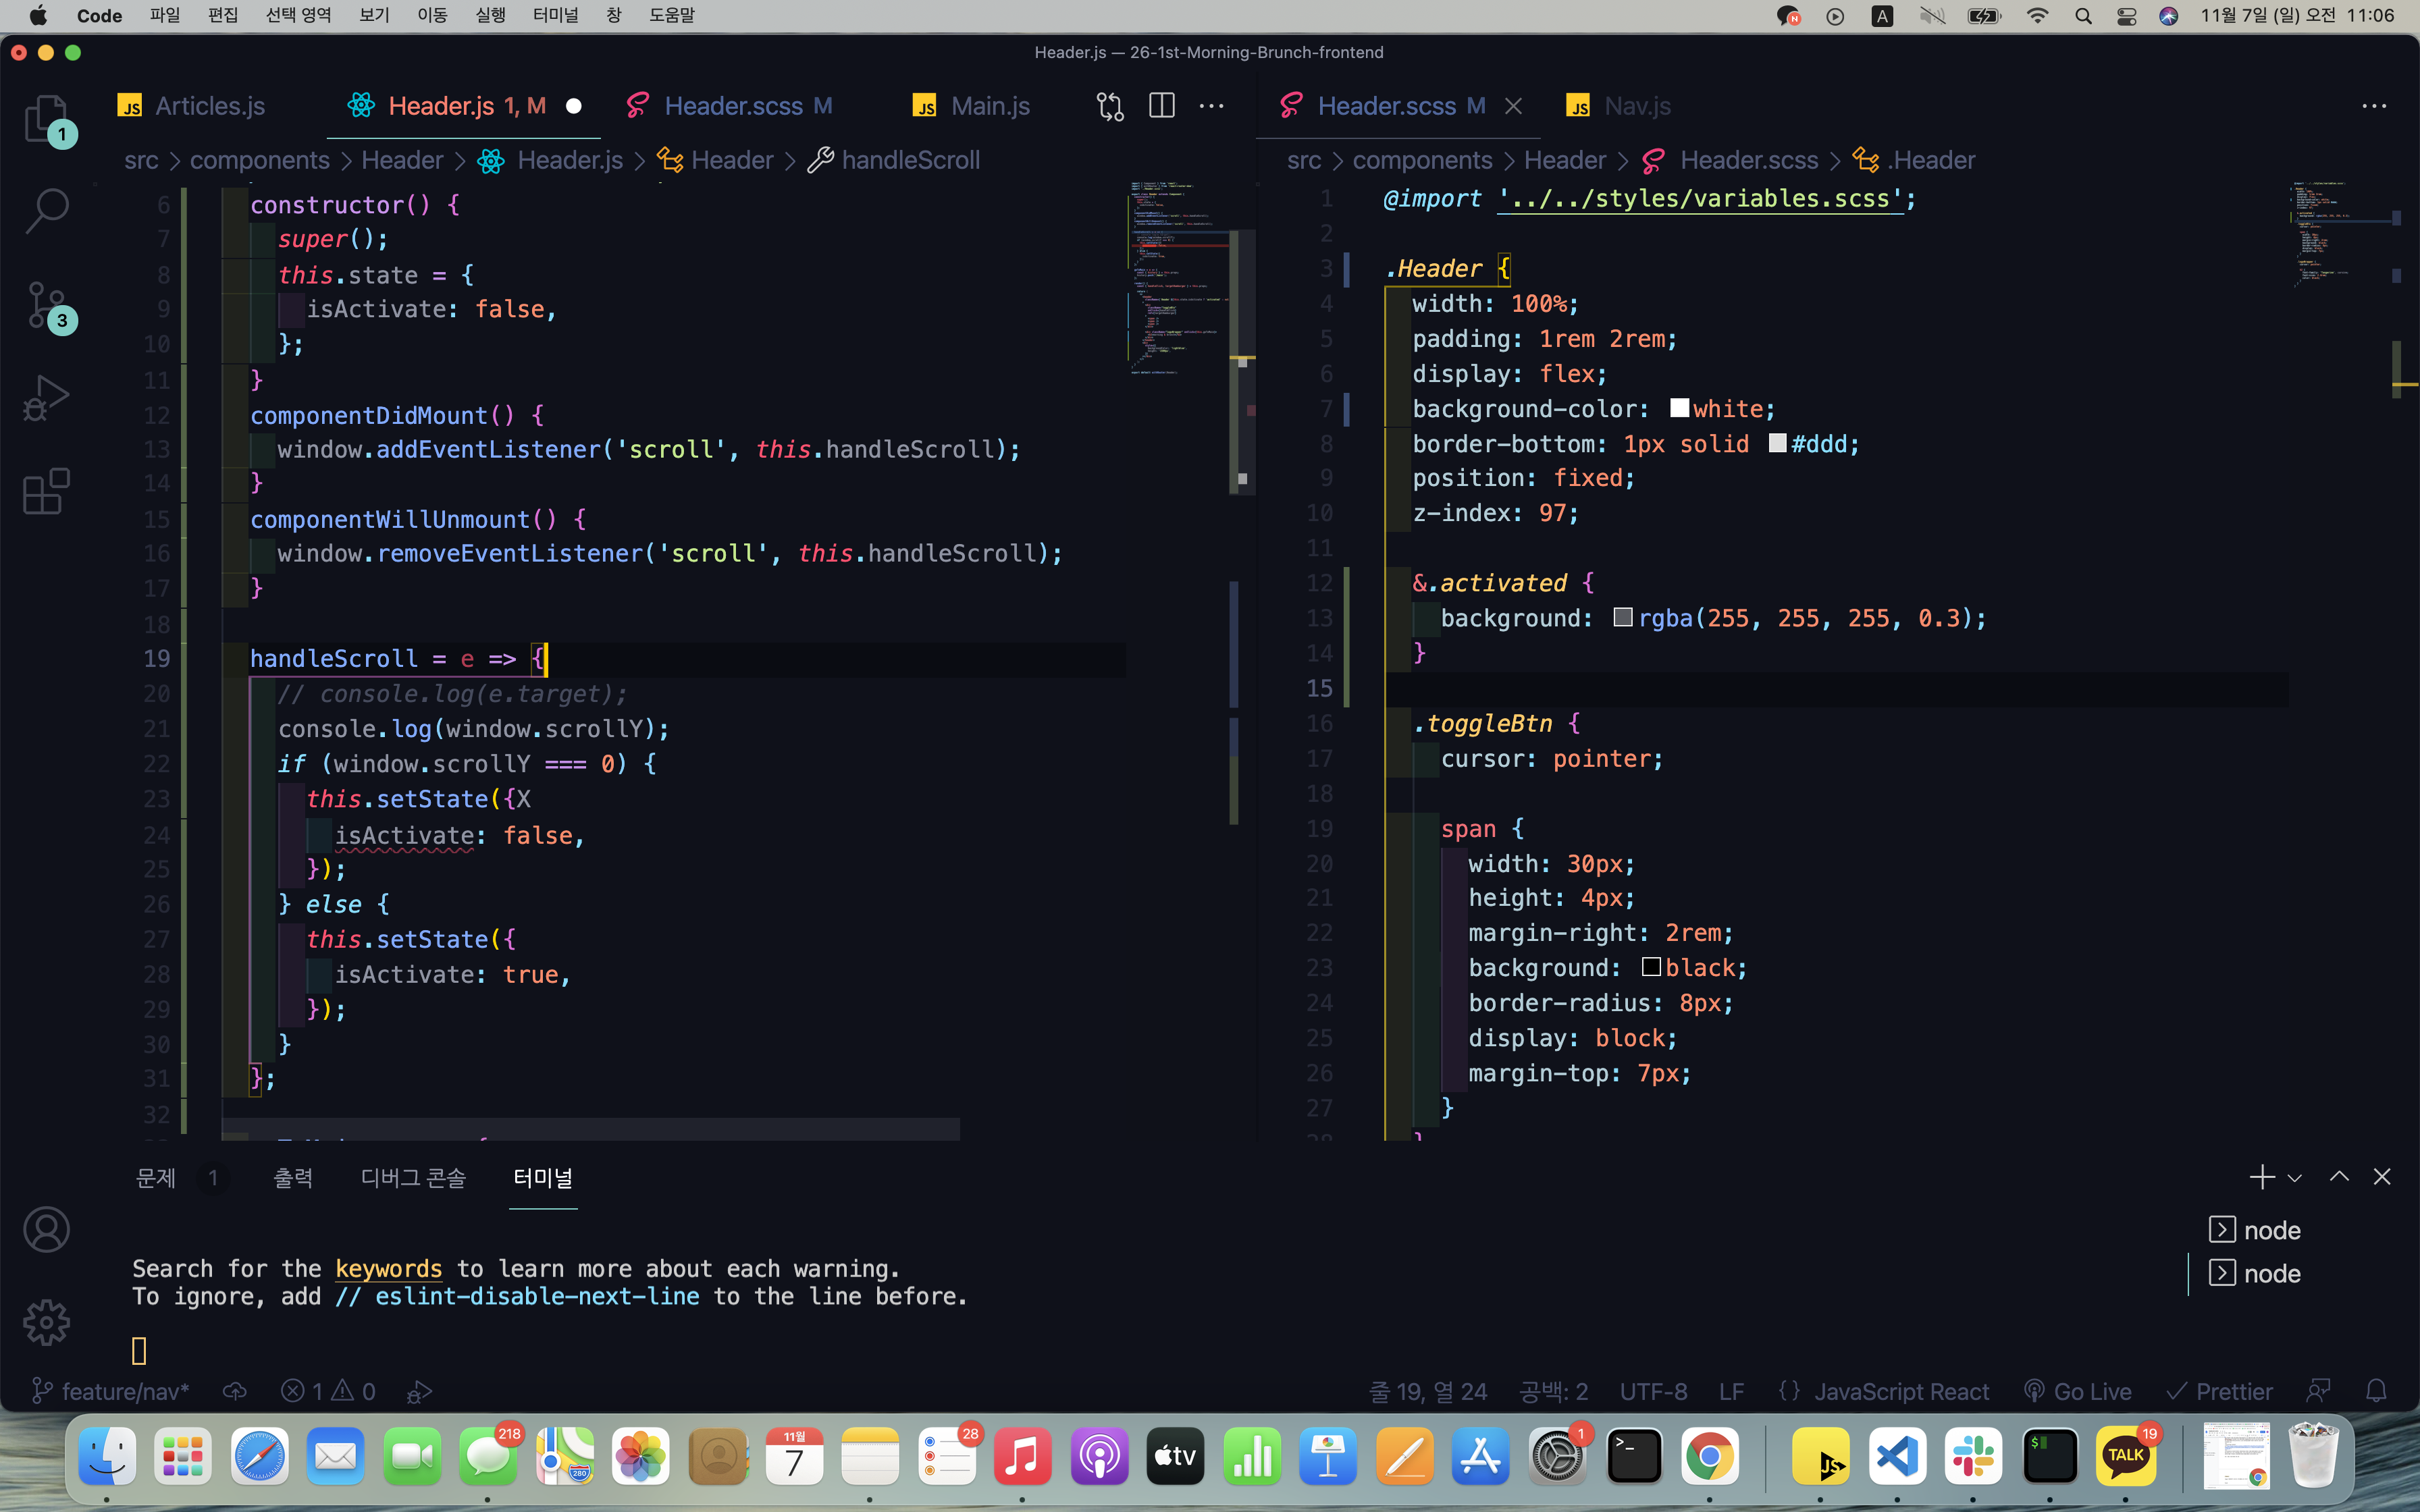 Code 파일 편집 선택 영역 보기 이동 실행 터미널 창 도움말 A 11월 7일 (일) 오전 11:06
Header.js — 26-1st-Morning-Brunch-frontend
JS Articles.js Header.js 1, M Header.scss M JS Main.js
src > components > Header > Header.js > Header > handleScroll
6 constructor() {
7 super();
8 this.state = {
9 isActivate: false,
10 };
11 }
12 componentDidMount() {
13 window.addEventListener('scroll', this.handleScroll);
14 }
15 componentWillUnmount() {
16 window.removeEventListener('scroll', this.handleScroll);
17 }
18
19 handleScroll = e => {
20 // console.log(e.target);
21 console.log(window.scrollY);
22 if (window.scrollY === 0) {
23 this.setState({X
24 isActivate: false,
25 });
26 } else {
27 this.setState({
28 isActivate: true,
29 });
30 }
31 };
32
Header.scss M JS Nav.js
src > components > Header > Header.scss > .Header
1 @import '../../styles/variables.scss';
2
3 .Header {
4 width: 100%;
5 padding: 1rem 2rem;
6 display: flex;
7 background-color: white;
8 border-bottom: 1px solid #ddd;
9 position: fixed;
10 z-index: 97;
11
12 &.activated {
13 background: rgba(255, 255, 255, 0.3);
14 }
15
16 .toggleBtn {
17 cursor: pointer;
18
19 span {
20 width: 30px;
21 height: 4px;
22 margin-right: 2rem;
23 background: black;
24 border-radius: 8px;
25 display: block;
26 margin-top: 7px;
27 }
1
3
문제 1 출력 디버그 콘솔 터미널
Search for the keywords to learn more about each warning.
To ignore, add // eslint-disable-next-line to the line before.
node
node
feature/nav* 1 0 줄 19, 열 24 공백: 2 UTF-8 LF {} JavaScript React Go Live Prettier
218 11월 7 28 tv 1 >_ JS $ TALK 19
280